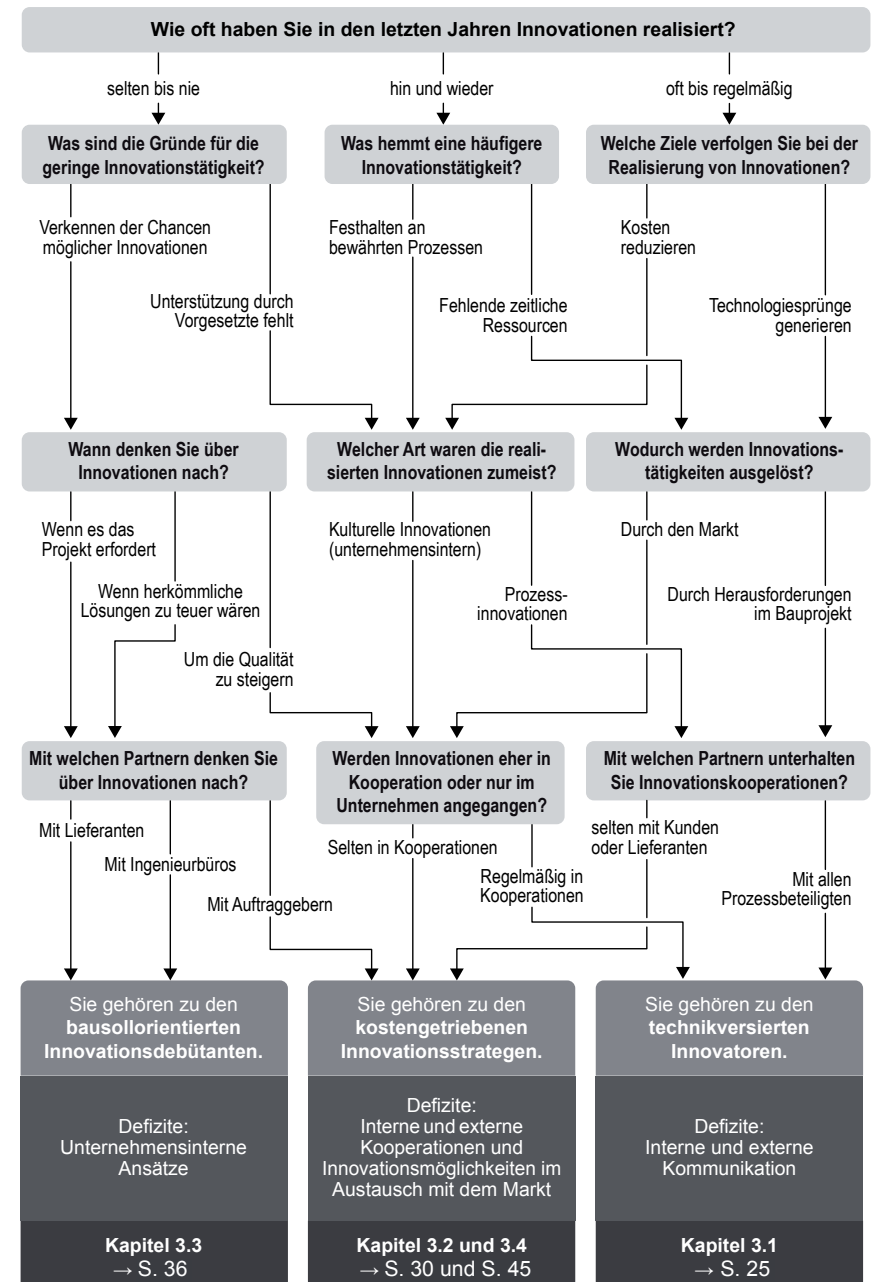 Wie oft haben Sie in den letzten Jahren Innovationen realisiert?
selten bis nie
hin und wieder
oft bis regelmäßig
Was sind die Gründe für die
geringe Innovationstätigkeit?
Was hemmt eine häufigere
Innovationstätigkeit?
Welche Ziele verfolgen Sie bei der
Realisierung von Innovationen?
Verkennen der Chancen
möglicher Innovationen
Unterstützung durch
Vorgesetzte fehlt
Festhalten an
bewährten Prozessen
Fehlende zeitliche
Ressourcen
Kosten
reduzieren
Technologiesprünge
generieren
Wann denken Sie über
Innovationen nach?
Welcher Art waren die reali-
sierten Innovationen zumeist?
Wodurch werden Innovations-
tätigkeiten ausgelöst?
Wenn es das
Projekt erfordert
Wenn herkömmliche
Lösungen zu teuer wären
Um die Qualität
zu steigern
Kulturelle Innovationen
(unternehmensintern)
Prozess-
innovationen
Durch den Markt
Durch Herausforderungen
im Bauprojekt
Mit welchen Partnern denken Sie
über Innovationen nach?
Werden Innovationen eher in
Kooperation oder nur im
Unternehmen angegangen?
Mit welchen Partnern unterhalten
Sie Innovationskooperationen?
Mit Lieferanten
Mit Ingenieurbüros
Mit Auftraggebern
Selten in Kooperationen
Regelmäßig in
Kooperationen
selten mit Kunden
oder Lieferanten
Mit allen
Prozessbeteiligten
Sie gehören zu den
bausollorientierten
Innovationsdebütanten.
Sie gehören zu den
kostengetriebenen
Innovationsstrategen.
Sie gehören zu den
technikversierten
Innovatoren.
Defizite:
Unternehmensinterne
Ansätze
Defizite:
Interne und externe
Kooperationen und
Innovationsmöglichkeiten im
Austausch mit dem Markt
Defizite:
Interne und externe
Kommunikation
Kapitel 3.3
→ S. 36
Kapitel 3.2 und 3.4
→ S. 30 und S. 45
Kapitel 3.1
→ S. 25